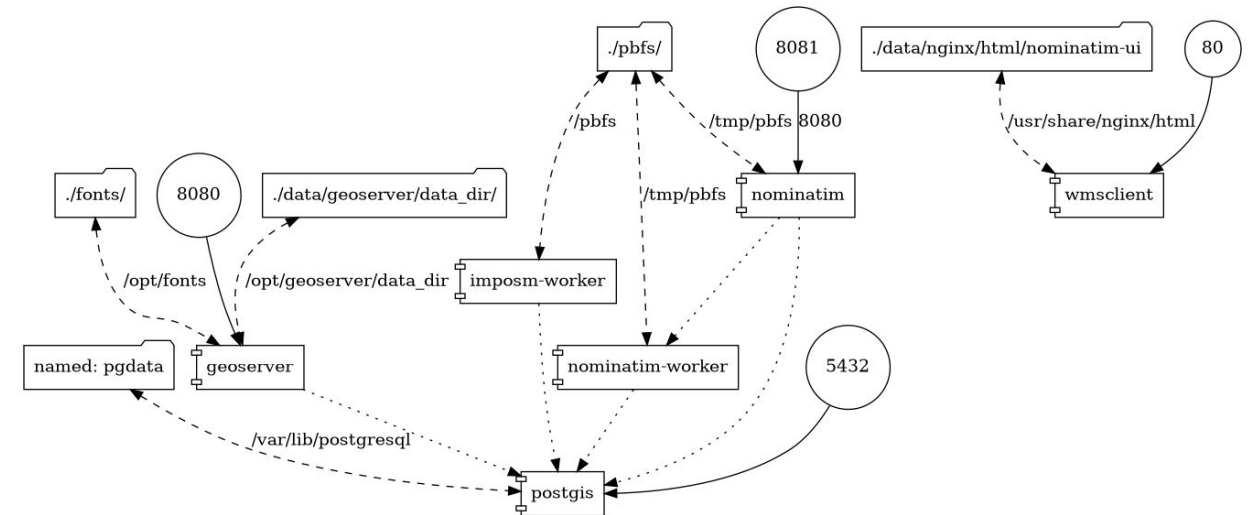 ./pbfs/
8081
./data/nginx/html/nominatim-ui
80
/pbfs
/tmp/pbfs
8080
/usr/share/nginx/html
./fonts/
8080
./data/geoserver/data_dir/
/tmp/pbfs
nominatim
wmsclient
/opt/fonts
/opt/geoserver/data_dir
imposm-worker
named: pgdata
geoserver
nominatim-worker
5432
/var/lib/postgresql
postgis